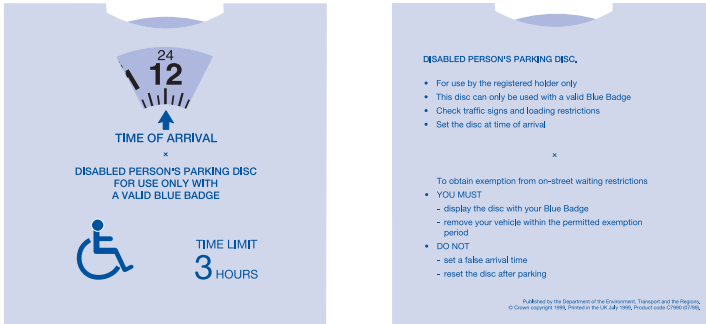 24
12
TIME OF ARRIVAL
×
DISABLED PERSON'S PARKING DISC
FOR USE ONLY WITH
A VALID BLUE BADGE
TIME LIMIT
3 HOURS
DISABLED PERSON'S PARKING DISC.
• For use by the registered holder only
• This disc can only be used with a valid Blue Badge
• Check traffic signs and loading restrictions
• Set the disc at time of arrival
×
To obtain exemption from on-street waiting restrictions
• YOU MUST
- display the disc with your Blue Badge
- remove your vehicle within the permitted exemption
period
• DO NOT
- set a false arrival time
- reset the disc after parking
Published by the Department of the Environment, Transport and the Regions.
© Crown copyright 1999, Printed in the UK July 1999, Product code C7990 (07/99).